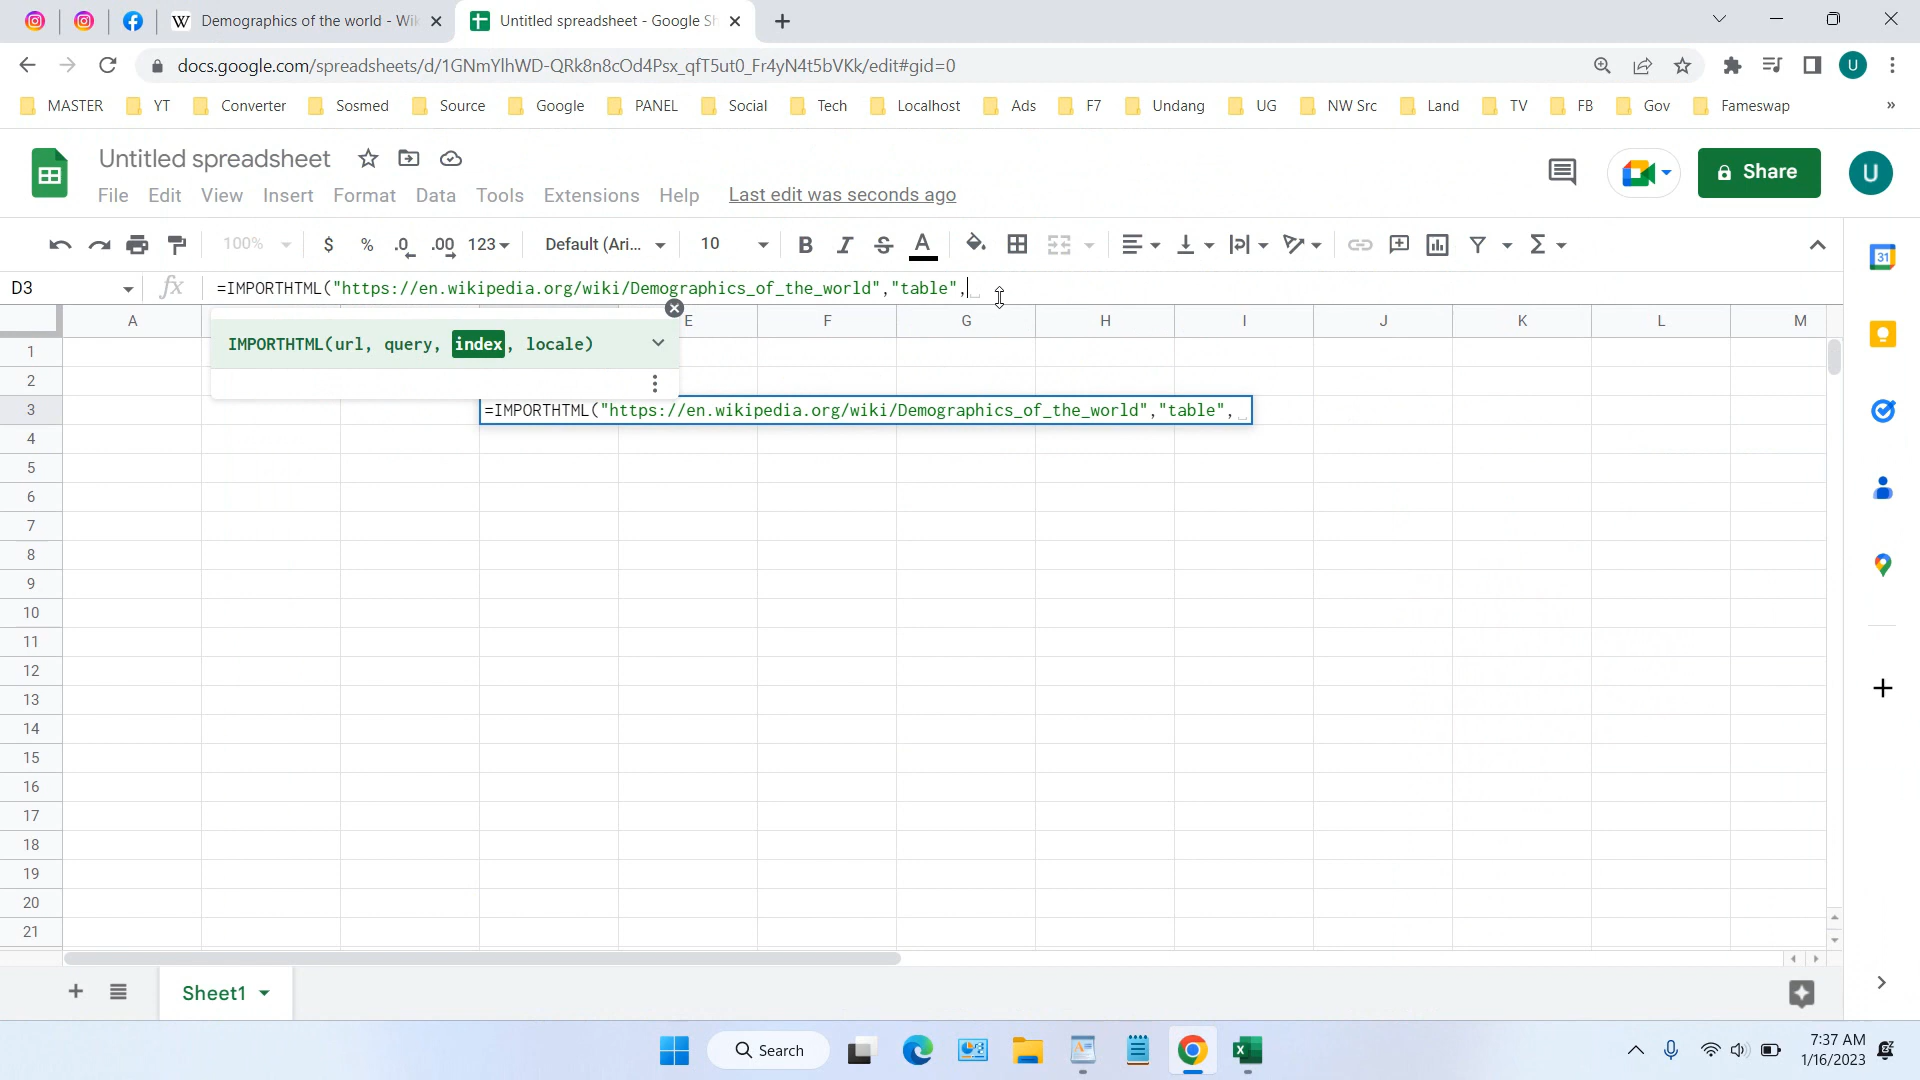 Demographics of the world - Wi
Untitled spreadsheet - Google Sh
docs.google.com/spreadsheets/d/1GNmYlhWD-QRk8n8cOd4Psx_qfT5ut0_Fr4yN4t5bVKk/edit#gid=0
U
MASTER YT Converter Sosmed Source Google PANEL Social Tech Localhost Ads F7 Undang UG NW Src Land TV FB Gov Fameswap »
Untitled spreadsheet
File Edit View Insert Format Data Tools Extensions Help Last edit was seconds ago
Share
U
100% $ % .0 .00 123 Default (Ari... 10 B I S A
31
D3 fx =IMPORTHTML("https://en.wikipedia.org/wiki/Demographics_of_the_world","table",
A E F G H I J K L M
IMPORTHTML(url, query, index, locale)
1
2
3 =IMPORTHTML("https://en.wikipedia.org/wiki/Demographics_of_the_world","table",
4
5
6
7
8
9
10
11
12
13
14
15
16
17
18
19
20
21
Sheet1
Search
7:37 AM
1/16/2023